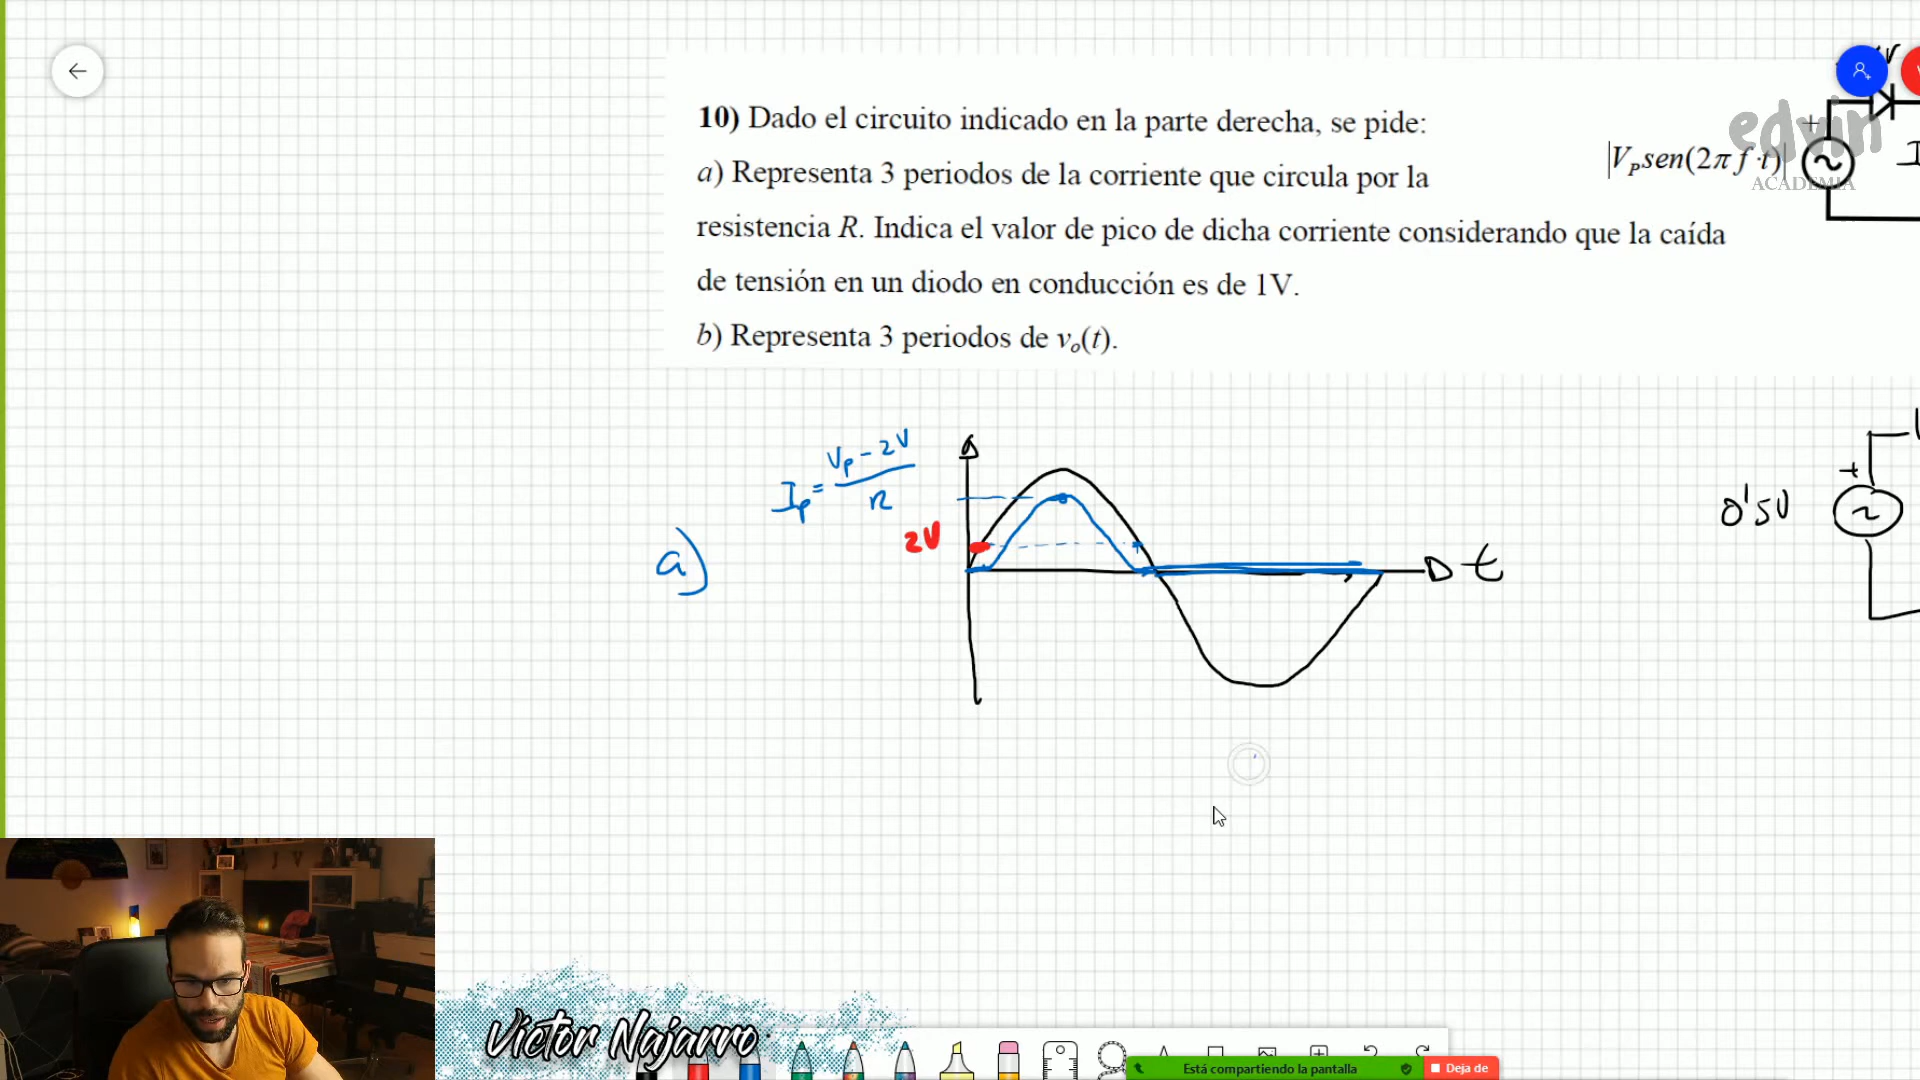 10) Dado el circuito indicado en la parte derecha, se pide:
a) Representa 3 periodos de la corriente que circula por la
resistencia R. Indica el valor de pico de dicha corriente considerando que la caída
de tensión en un diodo en conducción es de 1V.
b) Representa 3 periodos de vₒ(t).
|Vₚsen(2π f·t)|
+
edwin
ACADEMIA
Iₚ = (Vₚ - 2V) / R
2V
a)
t
+
0'5V
Víctor Najarro
Está compartiendo la pantalla
Deja de